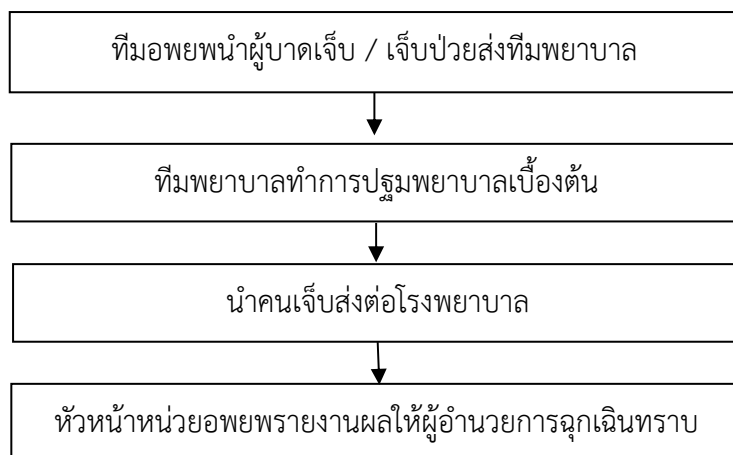 ทีมอพยพนำผู้บาดเจ็บ / เจ็บป่วยส่งทีมพยาบาล
ทีมพยาบาลทำการปฐมพยาบาลเบื้องต้น
นำคนเจ็บส่งต่อโรงพยาบาล
หัวหน้าหน่วยอพยพรายงานผลให้ผู้อำนวยการฉุกเฉินทราบ